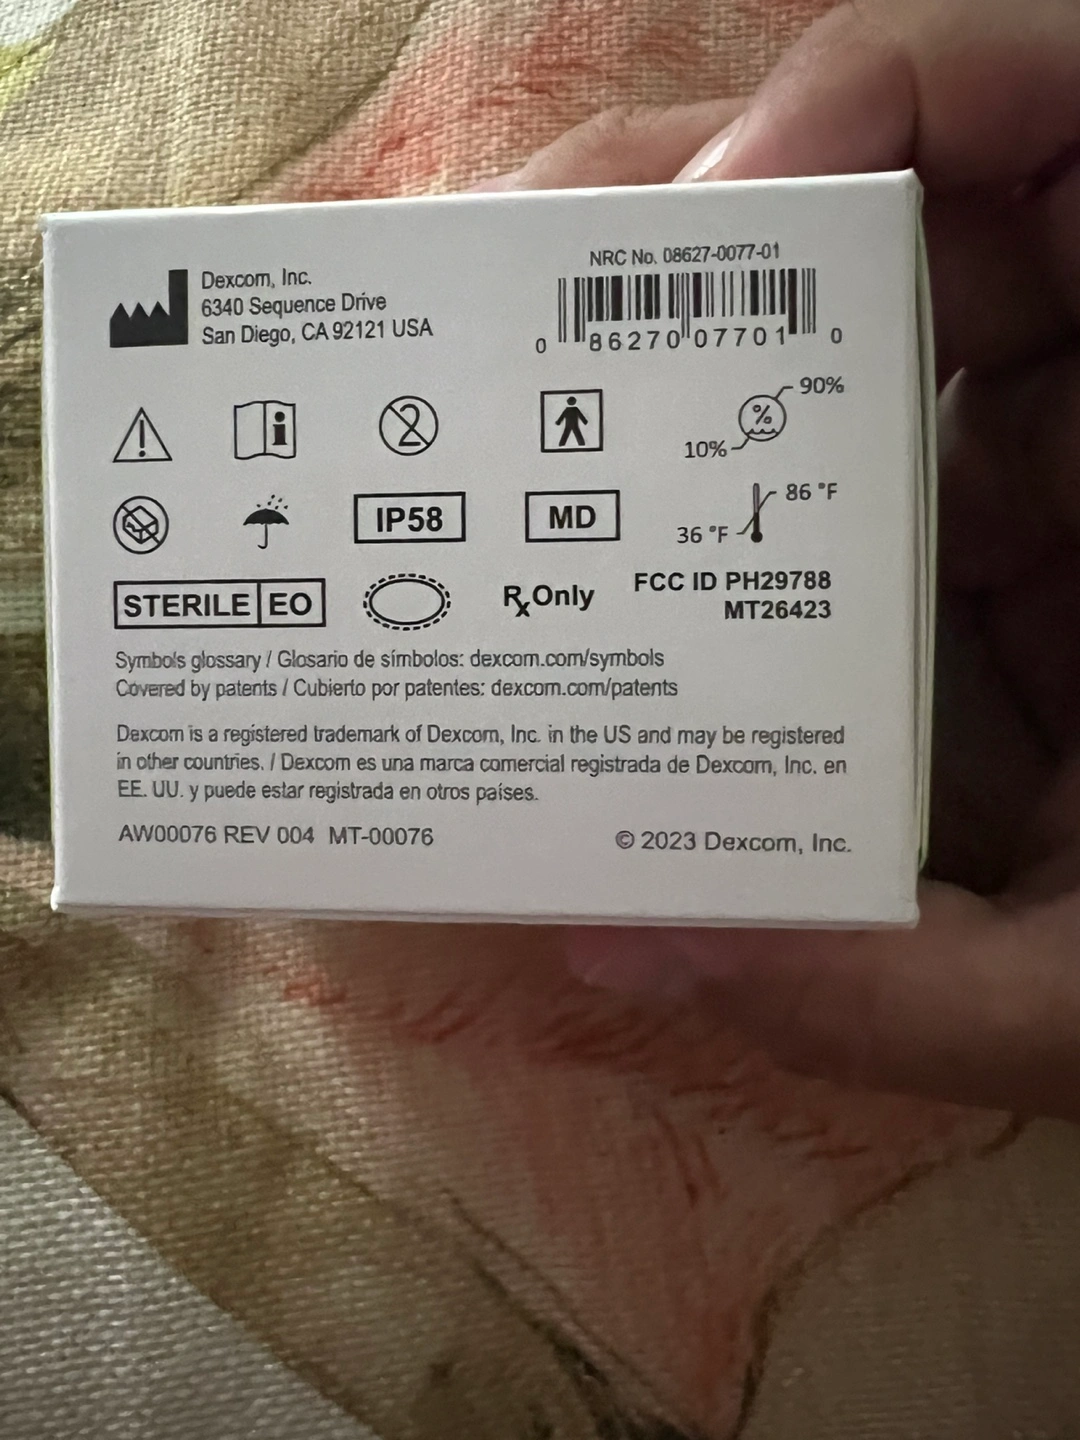 Dexcom, Inc.
6340 Sequence Drive
San Diego, CA 92121 USA
NRC No. 08627-0077-01
0 86270 07701 0
90%
%
10%
2
i
86 °F
36 °F
IP58
MD
STERILE EO
Rx Only
FCC ID PH29788
MT26423
Symbols glossary / Glosario de símbolos: dexcom.com/symbols
Covered by patents / Cubierto por patentes: dexcom.com/patents
Dexcom is a registered trademark of Dexcom, Inc. in the US and may be registered
in other countries. / Dexcom es una marca comercial registrada de Dexcom, Inc. en
EE. UU. y puede estar registrada en otros países.
AW00076 REV 004 MT-00076
© 2023 Dexcom, Inc.